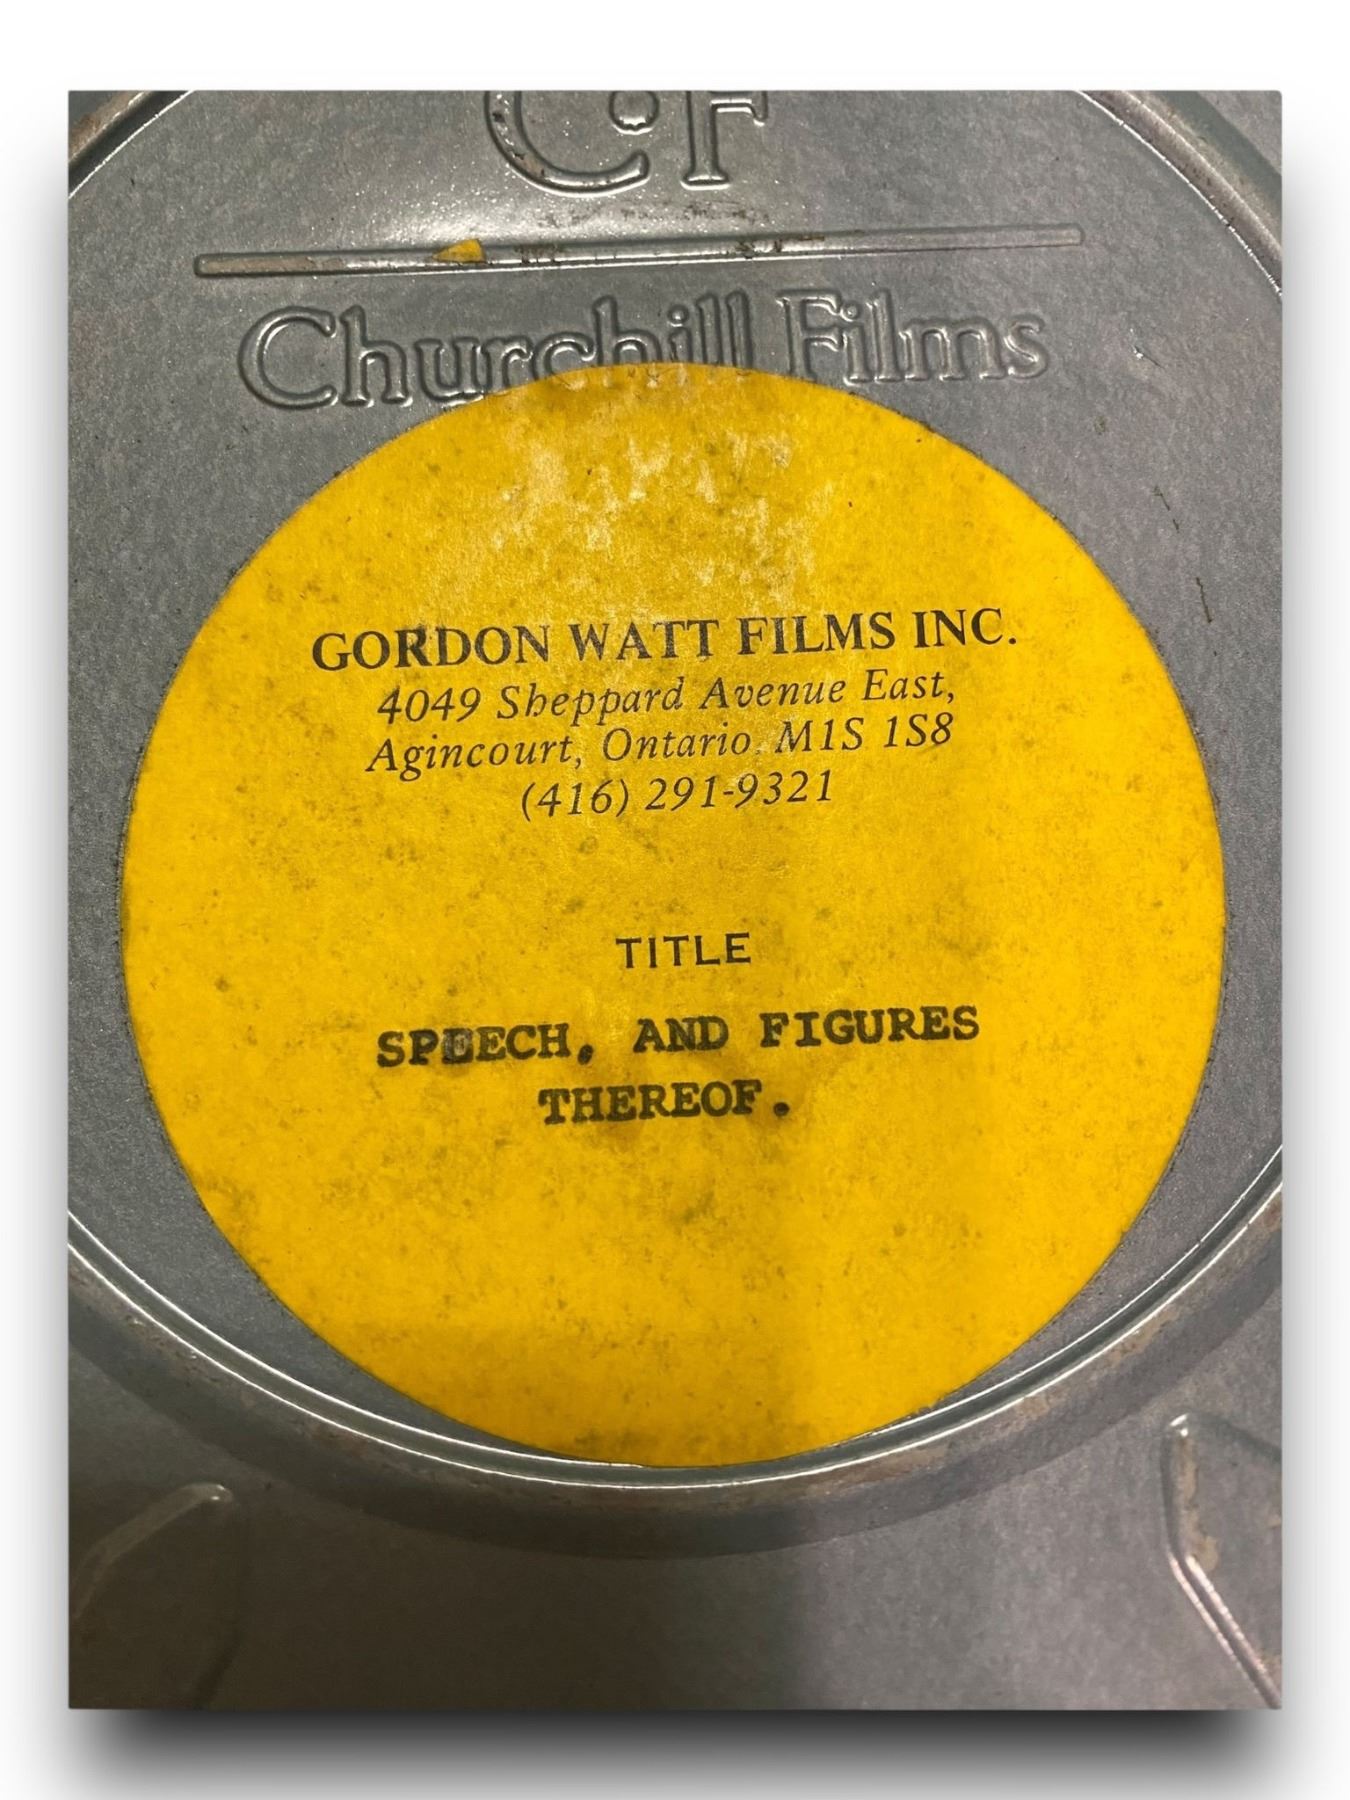 C·F
Churchill Films
GORDON WATT FILMS INC.
4049 Sheppard Avenue East,
Agincourt, Ontario. M1S 1S8
(416) 291-9321
TITLE
SPEECH, AND FIGURES
THEREOF.